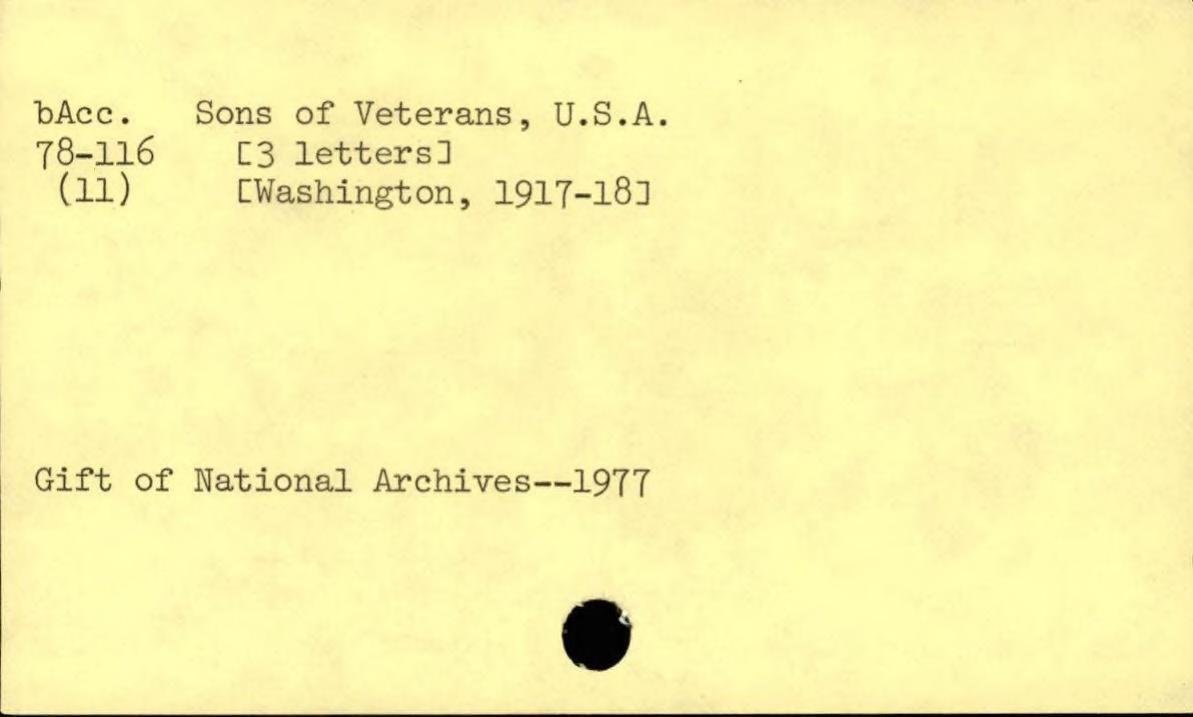 bAcc. Sons of Veterans, U.S.A.
78-116 [3 letters]
(11) [Washington, 1917-18]
Gift of National Archives--1977